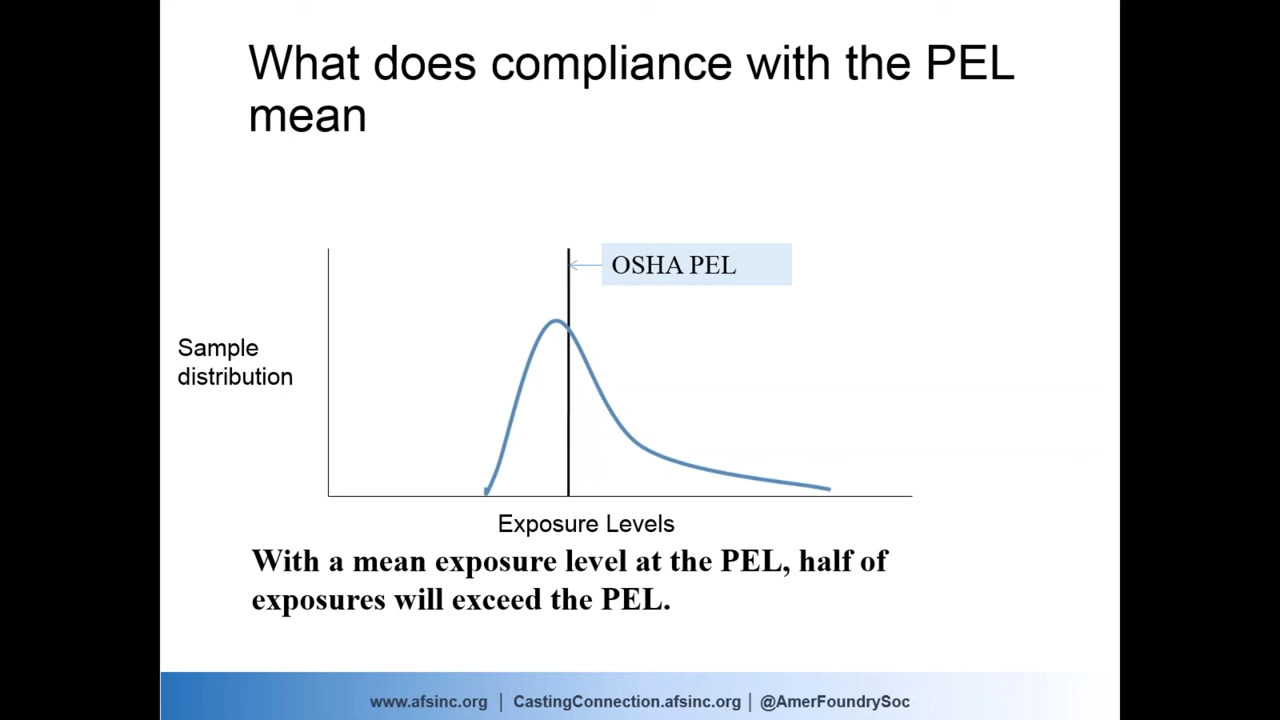 What does compliance with the PEL
mean
OSHA PEL
Sample
distribution
Exposure Levels
With a mean exposure level at the PEL, half of
exposures will exceed the PEL.
www.afsinc.org | CastingConnection.afsinc.org | @AmerFoundrySoc